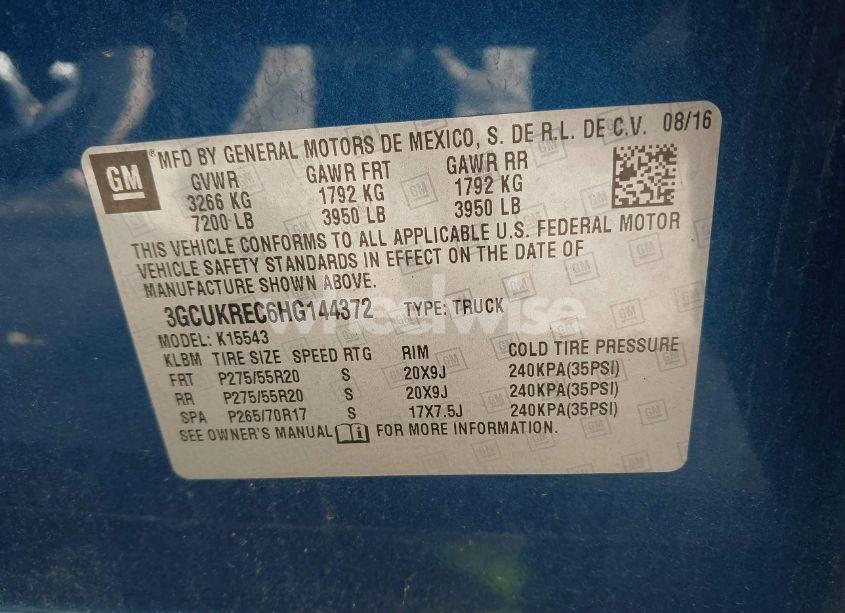 GM
® MFD BY GENERAL MOTORS DE MEXICO, S. DE R.L. DE C.V. 08/16
GVWR GAWR FRT GAWR RR
3266 KG 1792 KG 1792 KG
7200 LB 3950 LB 3950 LB
THIS VEHICLE CONFORMS TO ALL APPLICABLE U.S. FEDERAL MOTOR
VEHICLE SAFETY STANDARDS IN EFFECT ON THE DATE OF
MANUFACTURE SHOWN ABOVE.
3GCUKREC6HG144372 TYPE: TRUCK
wheelwise
MODEL: K15543
KLBM TIRE SIZE SPEED RTG RIM COLD TIRE PRESSURE
FRT P275/55R20 S 20X9J 240KPA(35PSI)
RR P275/55R20 S 20X9J 240KPA(35PSI)
SPA P265/70R17 S 17X7.5J 240KPA(35PSI)
SEE OWNER'S MANUAL FOR MORE INFORMATION.